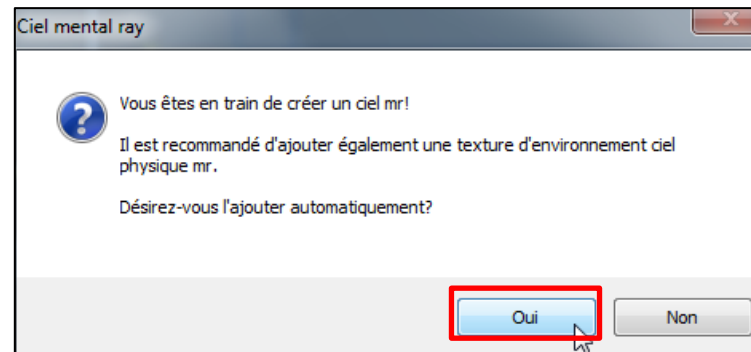 Ciel mental ray
Vous êtes en train de créer un ciel mr!
Il est recommandé d'ajouter également une texture d'environnement ciel
physique mr.
Désirez-vous l'ajouter automatiquement?
Oui
Non